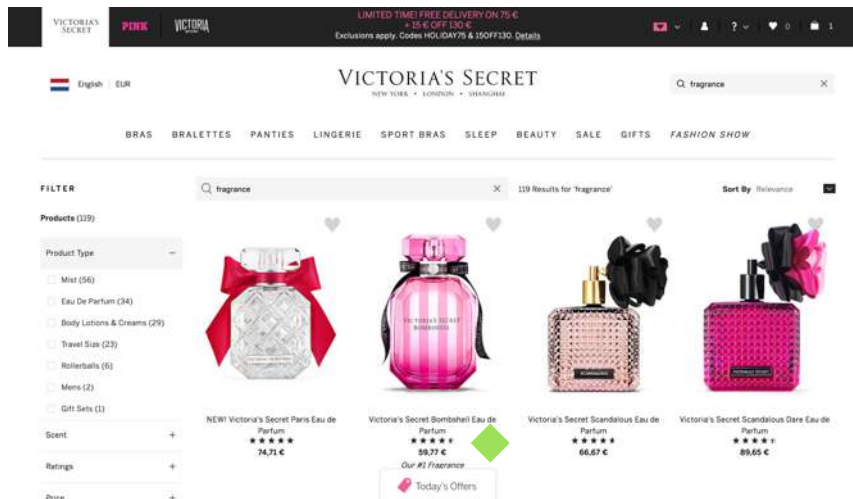 VICTORIA'S
SECRET
PINK
VICTORIA
LIMITED TIME! FREE DELIVERY ON 75 €
+ 15 € OFF 130 €
Exclusions apply. Codes HOLIDAY75 & 15OFF130. Details
?
0
1
English EUR
VICTORIA'S SECRET
NEW YORK • LONDON • SHANGHAI
fragrance
BRAS BRALETTES PANTIES LINGERIE SPORT BRAS SLEEP BEAUTY SALE GIFTS FASHION SHOW
FILTER
fragrance
119 Results for 'fragrance'
Sort By Relevance
Products (119)
Product Type
Mist (56)
Eau De Parfum (34)
Body Lotions & Creams (29)
Travel Size (23)
Rollerballs (6)
Mens (2)
Gift Sets (1)
Scent
Ratings
Price
VICTORIA'S SECRET
BOMBSHELL
SCANDALOUS
NEW! Victoria's Secret Paris Eau de
Parfum
74,71 €
Victoria's Secret Bombshell Eau de
Parfum
59,77 €
Our #1 Fragrance
Victoria's Secret Scandalous Eau de
Parfum
66,67 €
Victoria's Secret Scandalous Dare Eau de
Parfum
89,65 €
Today's Offers